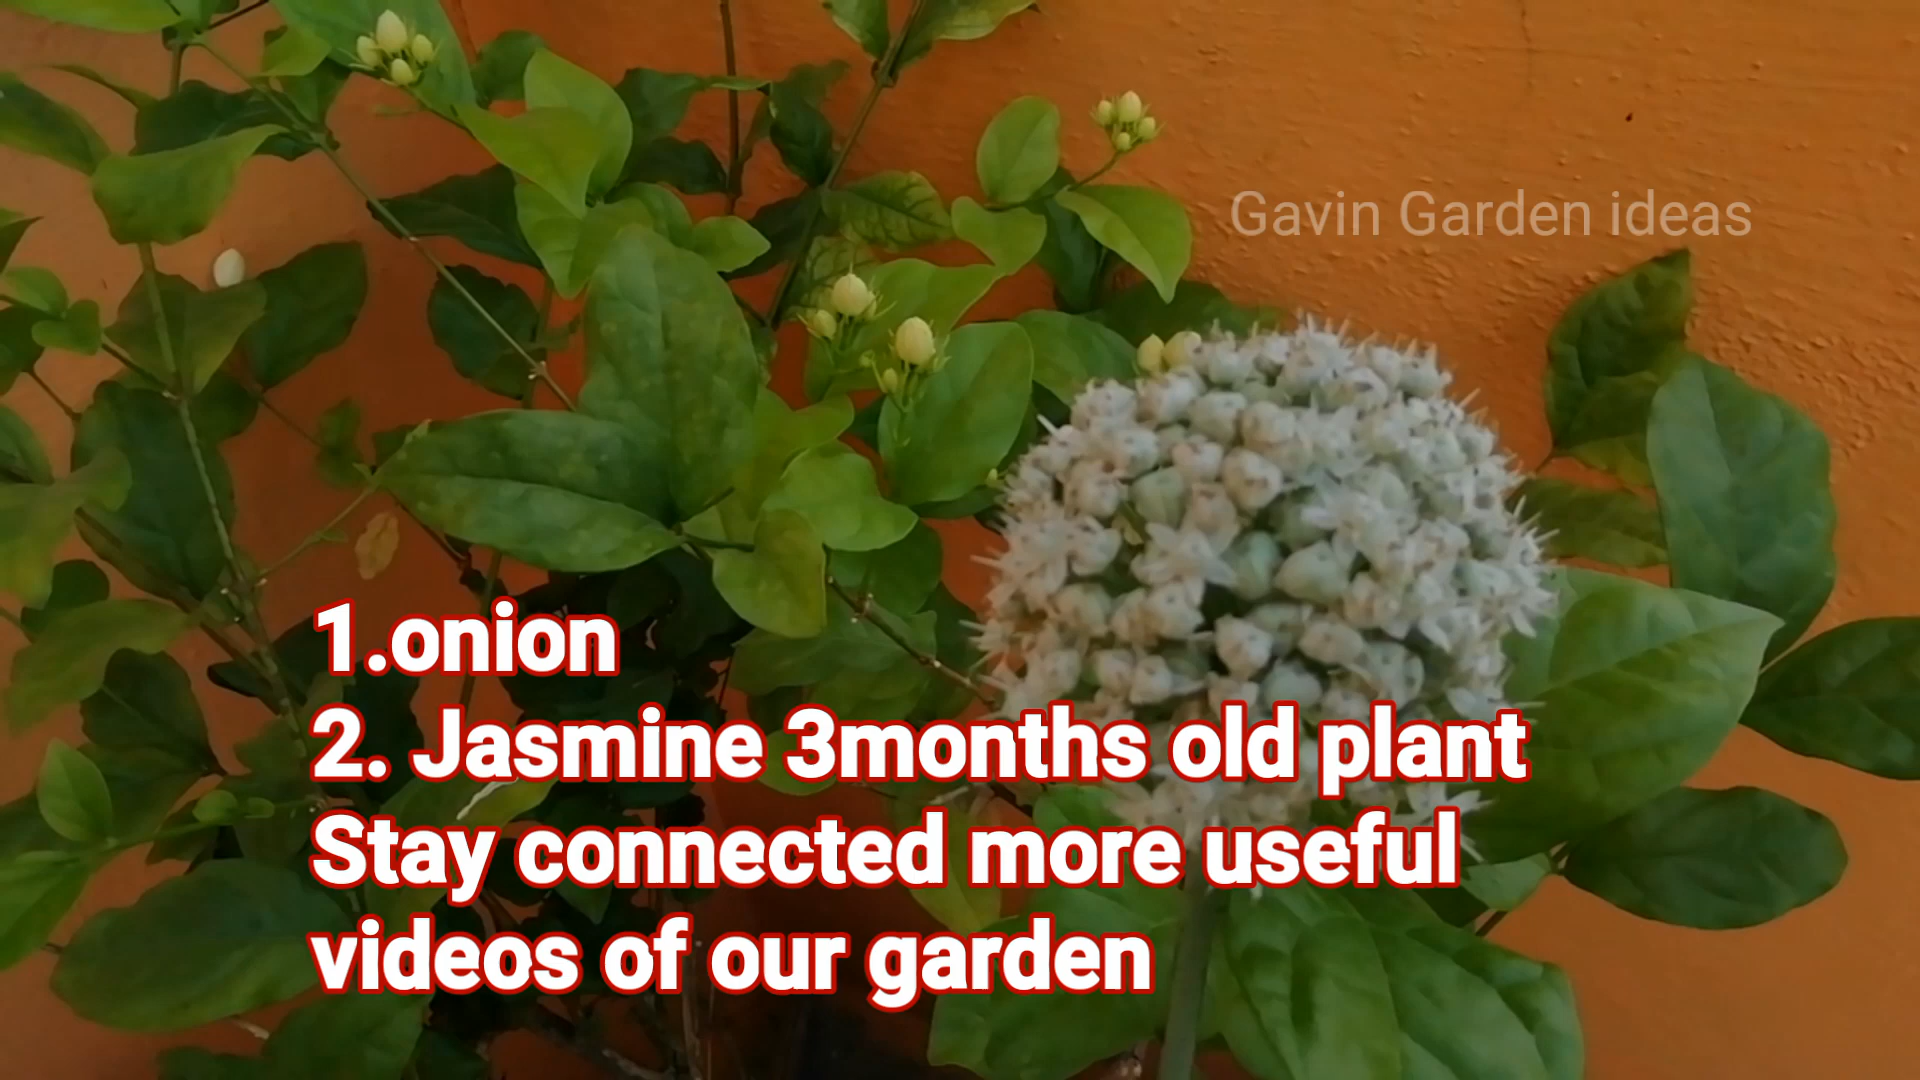 Gavin Garden ideas
1.onion
2. Jasmine 3months old plant
Stay connected more useful
videos of our garden